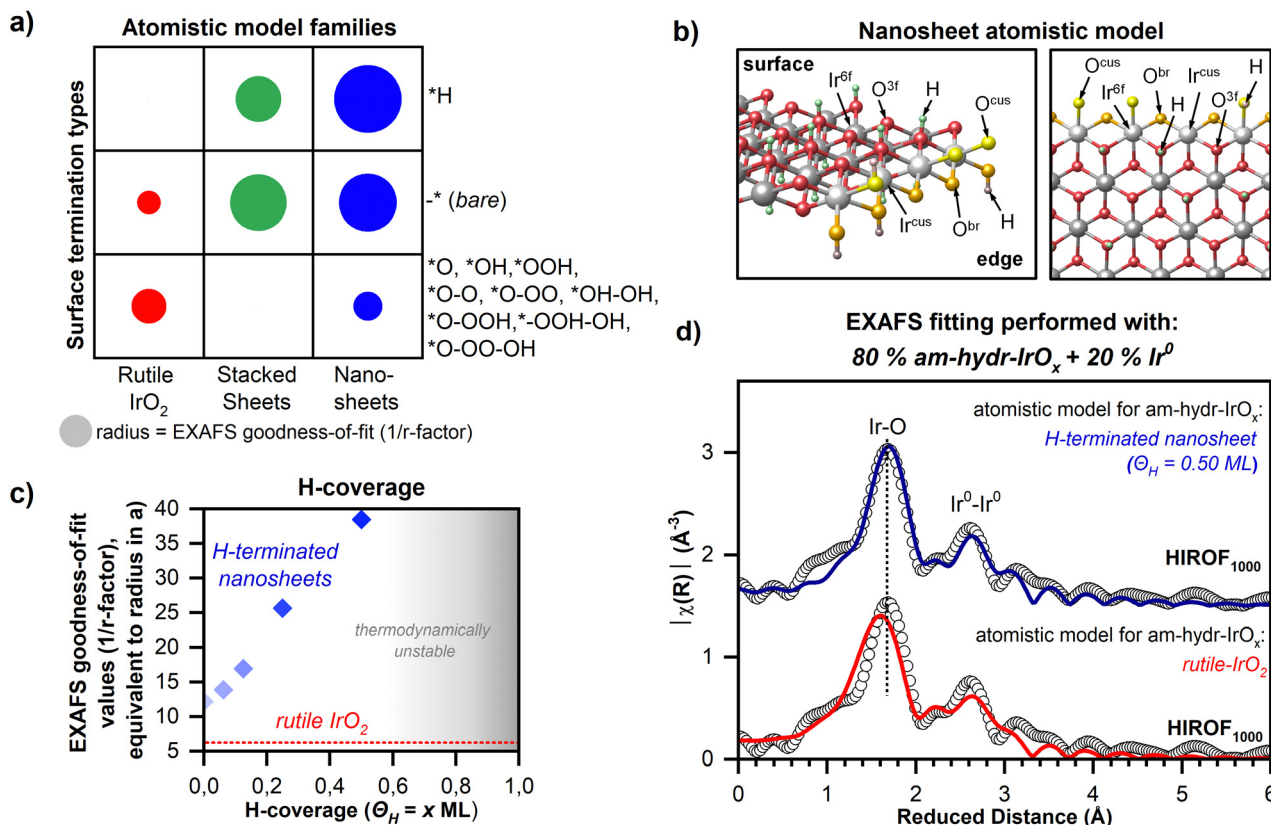 a)
Atomistic model families
Surface termination types
*H
-* (bare)
*O, *OH,*OOH,
*O-O, *O-OO, *OH-OH,
*O-OOH,*-OOH-OH,
*O-OO-OH
Rutile
IrO2
Stacked
Sheets
Nano-
sheets
radius = EXAFS goodness-of-fit (1/r-factor)
b)
Nanosheet atomistic model
surface
Ir6f
O3f
H
Ocus
Ircus
Obr
H
edge
Ocus
Ir6f
Obr
H
Ircus
O3f
H
c)
H-coverage
EXAFS goodness-of-fit
values (1/r-factor),
equivalent to radius in a)
40
35
30
25
20
15
10
5
H-terminated
nanosheets
thermodynamically
unstable
rutile IrO2
0,0
0,2
0,4
0,6
0,8
1,0
H-coverage (ΘH = x ML)
d)
EXAFS fitting performed with:
80 % am-hydr-IrOx + 20 % Ir0
|χ(R) | (Å-3)
3
2
1
0
Ir-O
Ir0-Ir0
atomistic model for am-hydr-IrOx:
H-terminated nanosheet
(ΘH = 0.50 ML)
HIROF1000
atomistic model for am-hydr-IrOx:
rutile-IrO2
HIROF1000
0
1
2
3
4
5
6
Reduced Distance (Å)